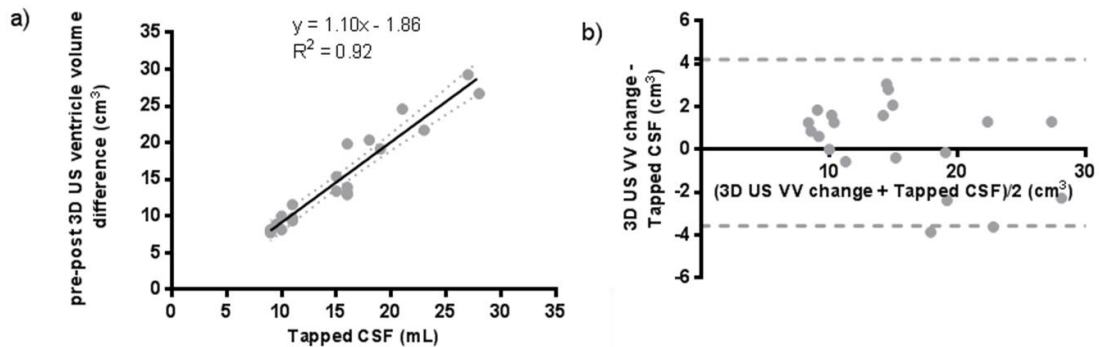 a)
y = 1.10x - 1.86
R² = 0.92
pre-post 3D US ventricle volume
difference (cm³)
35
30
25
20
15
10
5
0
0 5 10 15 20 25 30 35
Tapped CSF (mL)
b)
3D US VV change -
Tapped CSF (cm³)
6
4
2
0
-2
-4
-6
10 20 30
(3D US VV change + Tapped CSF)/2 (cm³)